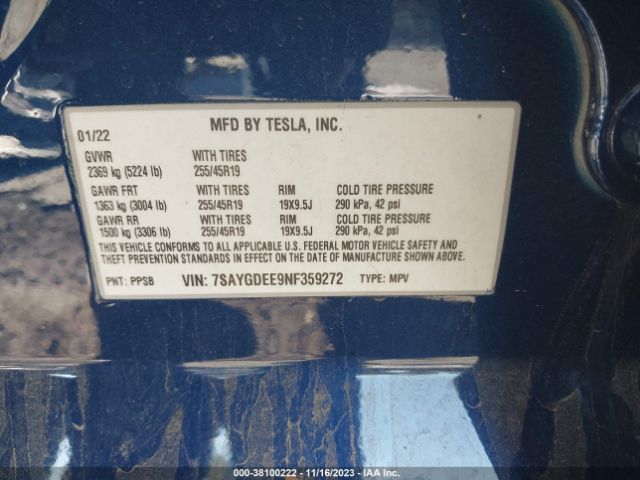 01/22 MFD BY TESLA, INC.
GVWR WITH TIRES
2369 kg (5224 lb) 255/45R19
GAWR FRT WITH TIRES RIM COLD TIRE PRESSURE
1363 kg (3004 lb) 255/45R19 19X9.5J 290 kPa, 42 psi
GAWR RR WITH TIRES RIM COLD TIRE PRESSURE
1500 kg (3306 lb) 255/45R19 19X9.5J 290 kPa, 42 psi
THIS VEHICLE CONFORMS TO ALL APPLICABLE U.S. FEDERAL MOTOR VEHICLE SAFETY AND
THEFT PREVENTION STANDARDS IN EFFECT ON THE DATE OF MANUFACTURE SHOWN ABOVE.
PNT: PPSB VIN: 7SAYGDEE9NF359272 TYPE: MPV
000-38100222 - 11/16/2023 - IAA Inc.